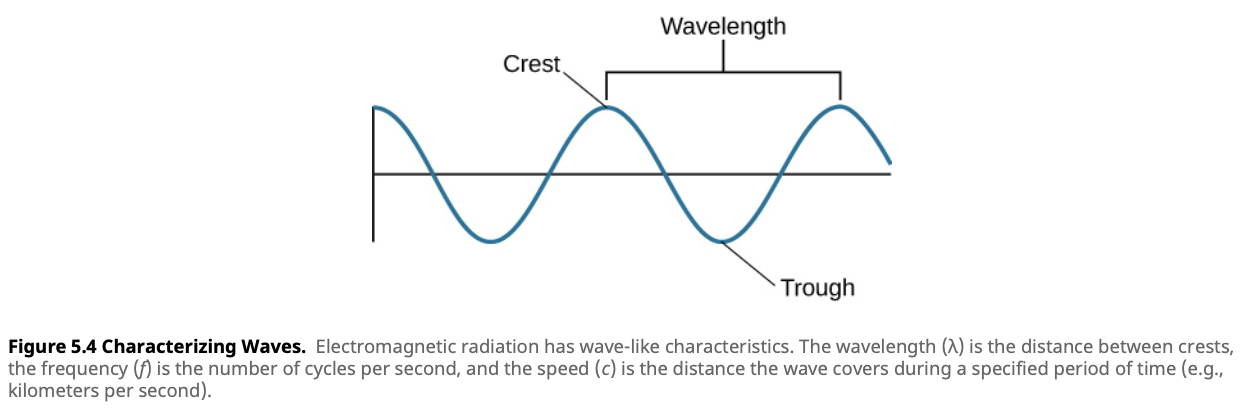 Wavelength
Crest
Trough
Figure 5.4 Characterizing Waves. Electromagnetic radiation has wave-like characteristics. The wavelength (λ) is the distance between crests,
the frequency (f) is the number of cycles per second, and the speed (c) is the distance the wave covers during a specified period of time (e.g.,
kilometers per second).